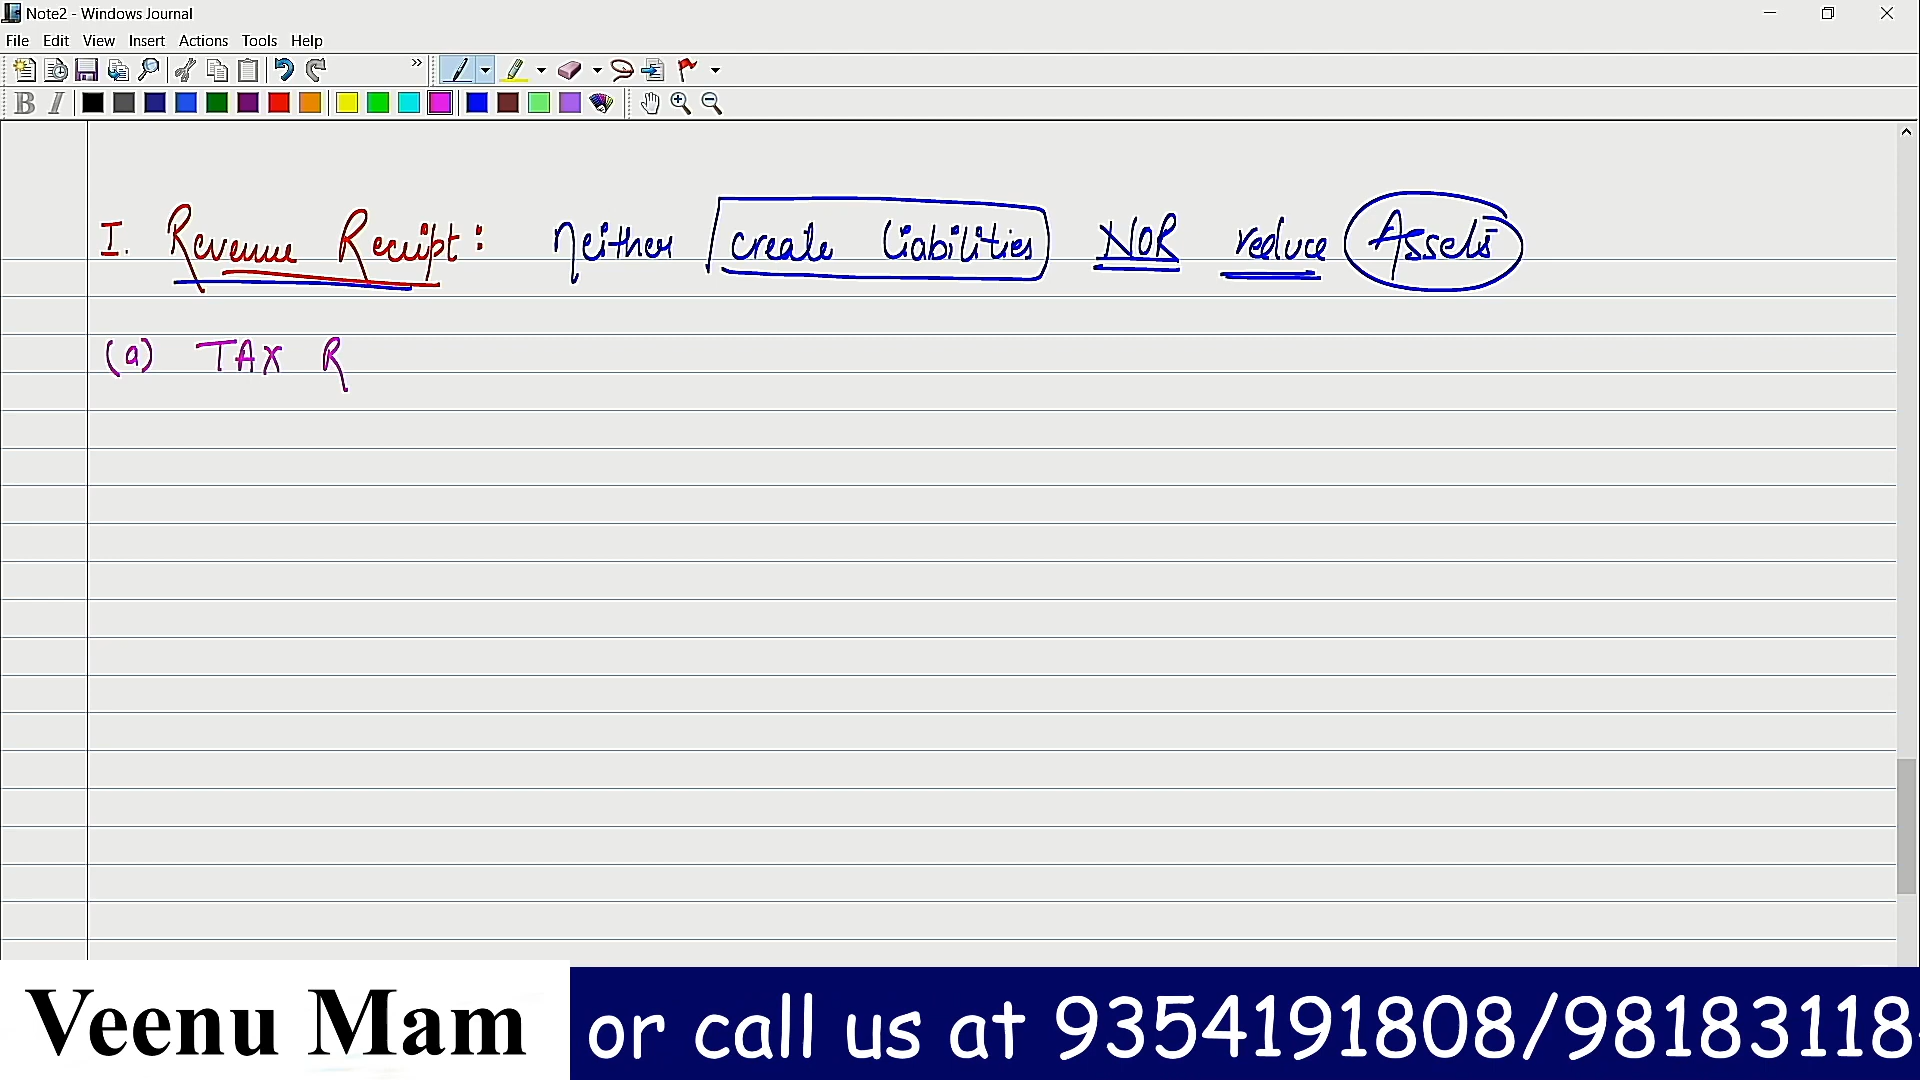 Note2 - Windows Journal
File Edit View Insert Actions Tools Help
B I
I. Revenue Receipt: Neither create liabilities NOR reduce Assets
(a) TAX R
Veenu Mam
or call us at 9354191808/98183118